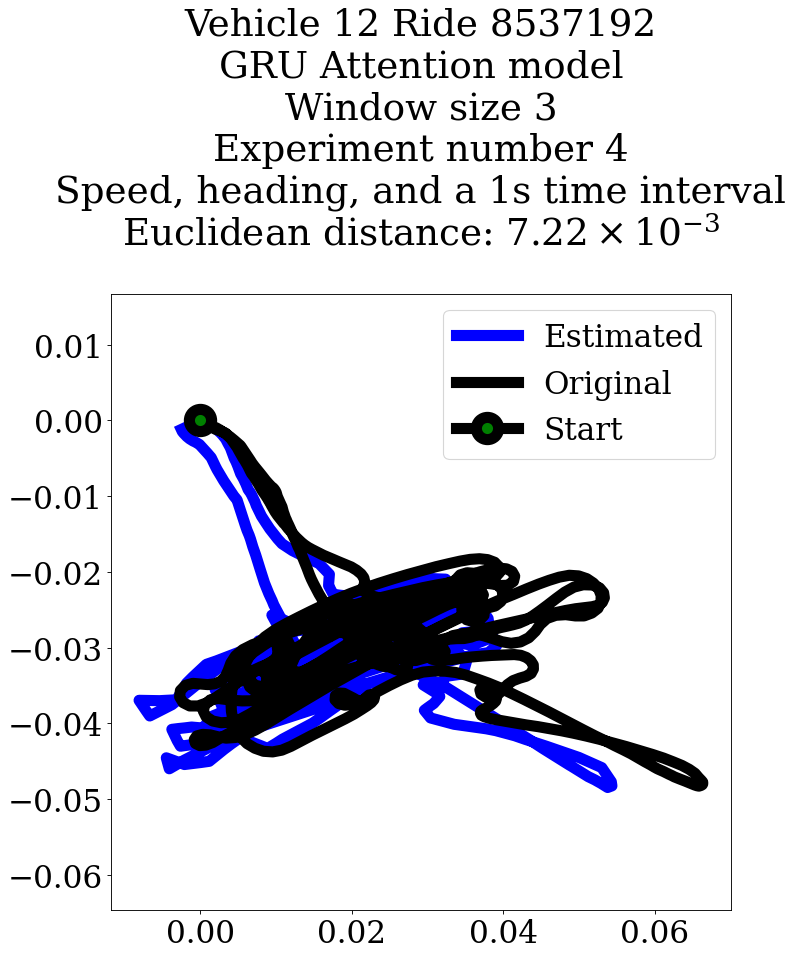 Vehicle 12 Ride 8537192
GRU Attention model
Window size 3
Experiment number 4
Speed, heading, and a 1s time interval
Euclidean distance: 7.22 × 10⁻³
Estimated
Original
Start
0.01
0.00
−0.01
−0.02
−0.03
−0.04
−0.05
−0.06
0.00 0.02 0.04 0.06